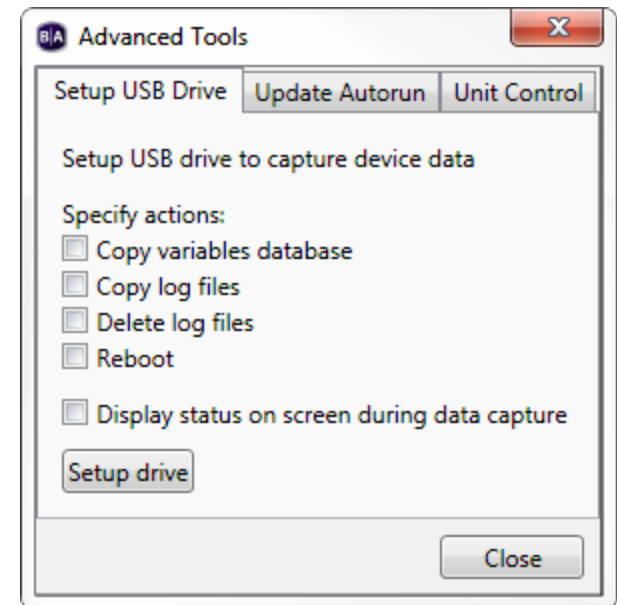 B A Advanced Tools
Setup USB Drive Update Autorun Unit Control
Setup USB drive to capture device data
Specify actions:
Copy variables database
Copy log files
Delete log files
Reboot
Display status on screen during data capture
Setup drive
Close